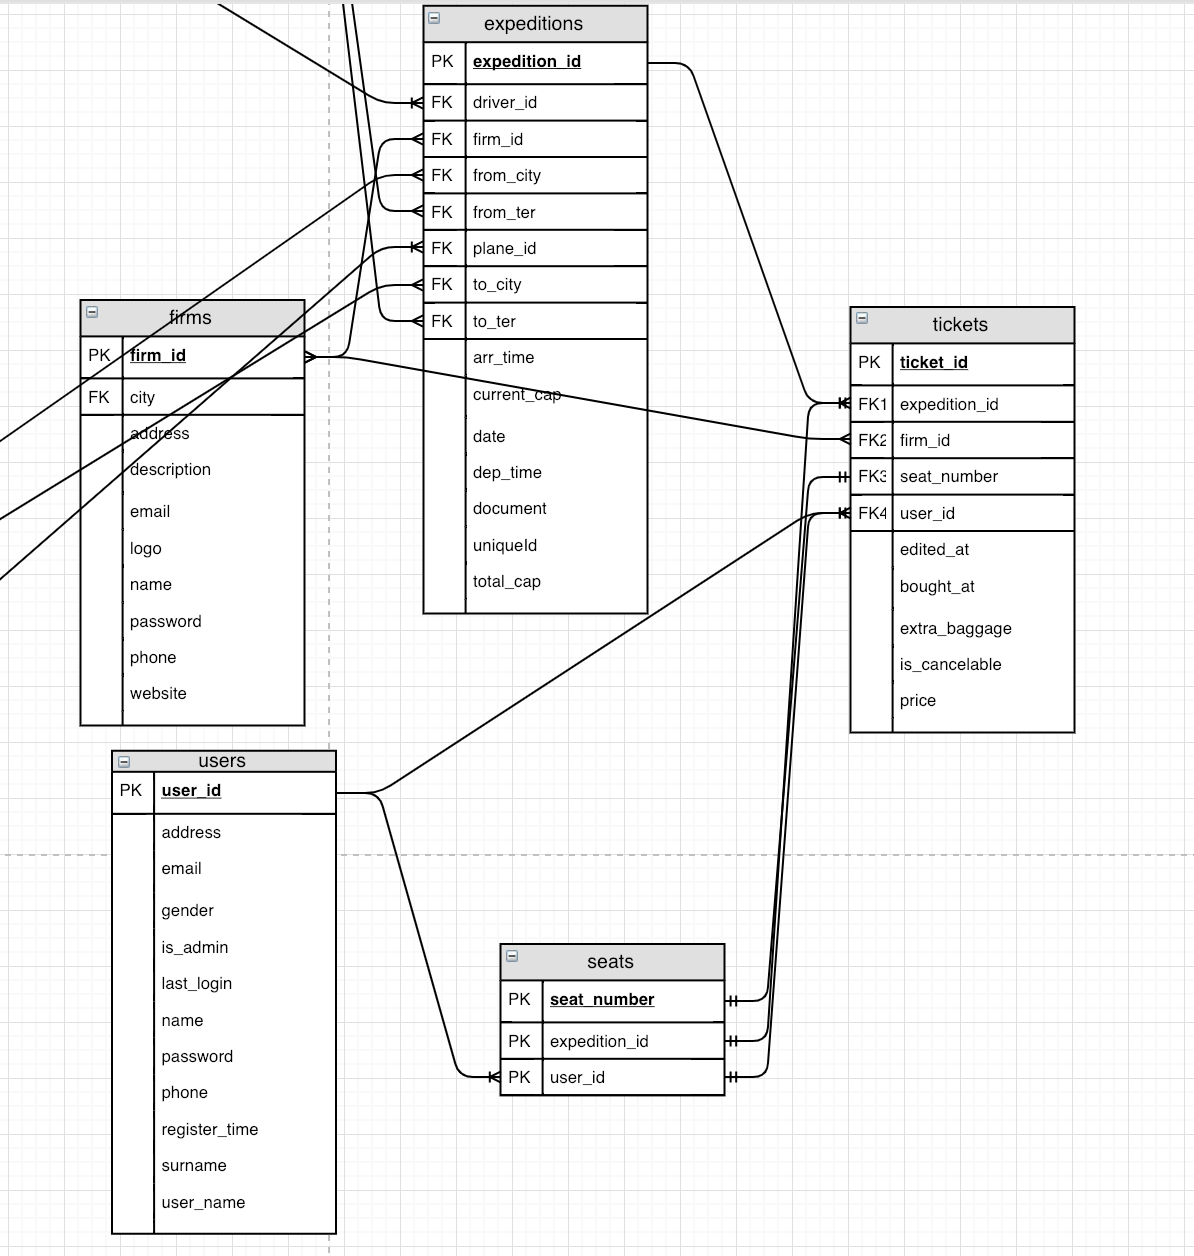 expeditions
PK expedition_id
FK driver_id
FK firm_id
FK from_city
FK from_ter
FK plane_id
FK to_city
FK to_ter
arr_time
current_cap
date
dep_time
document
uniqueId
total_cap
firms
PK firm_id
FK city
address
description
email
logo
name
password
phone
website
tickets
PK ticket_id
FK1 expedition_id
FK2 firm_id
FK3 seat_number
FK4 user_id
edited_at
bought_at
extra_baggage
is_cancelable
price
users
PK user_id
address
email
gender
is_admin
last_login
name
password
phone
register_time
surname
user_name
seats
PK seat_number
PK expedition_id
PK user_id